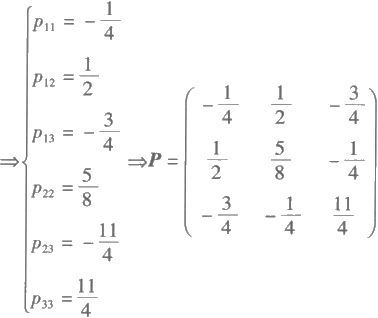 ⇒ { p₁₁ = −1/4
p₁₂ = 1/2
p₁₃ = −3/4
p₂₂ = 5/8
p₂₃ = −11/4
p₃₃ = 11/4
⇒ P = (
−1/4 1/2 −3/4
1/2 5/8 −1/4
−3/4 −1/4 11/4
)